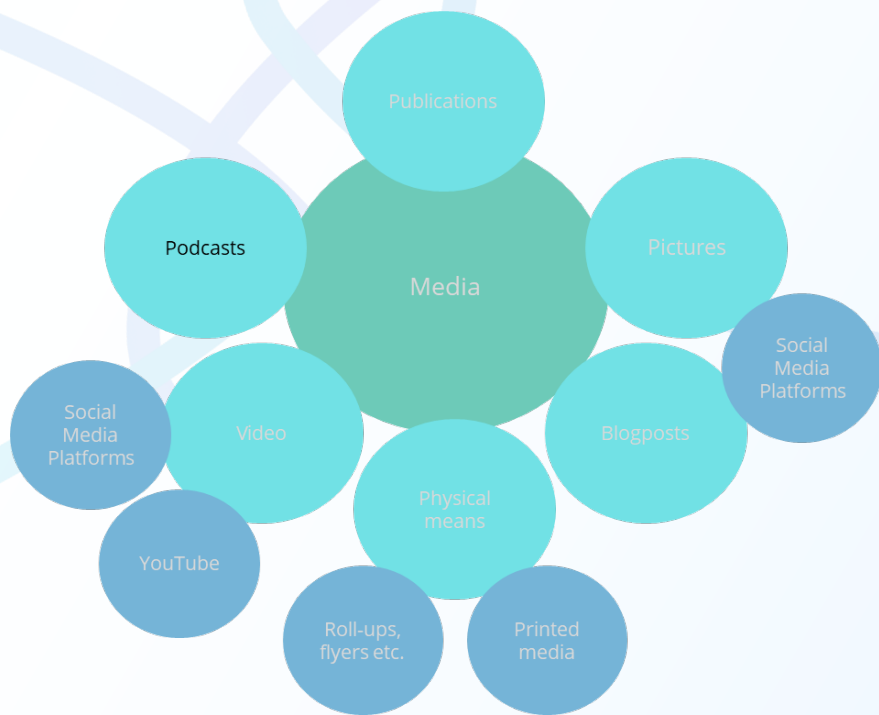 Publications
Podcasts
Pictures
Media
Social
Media
Platforms
Social
Media
Platforms
Video
Blogposts
Physical
means
YouTube
Roll-ups,
flyers etc.
Printed
media